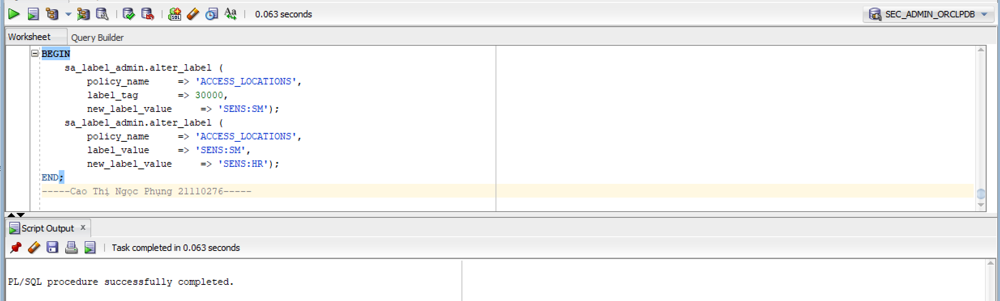 SQL
Aa
0.063 seconds
SEC_ADMIN_ORCLPDB
Worksheet
Query Builder
BEGIN
sa_label_admin.alter_label (
policy_name => 'ACCESS_LOCATIONS',
label_tag => 30000,
new_label_value => 'SENS:SM');
sa_label_admin.alter_label (
policy_name => 'ACCESS_LOCATIONS',
label_value => 'SENS:SM',
new_label_value => 'SENS:HR');
END;
-----Cao Thị Ngọc Phụng 21110276-----
Script Output x
Task completed in 0.063 seconds
PL/SQL procedure successfully completed.